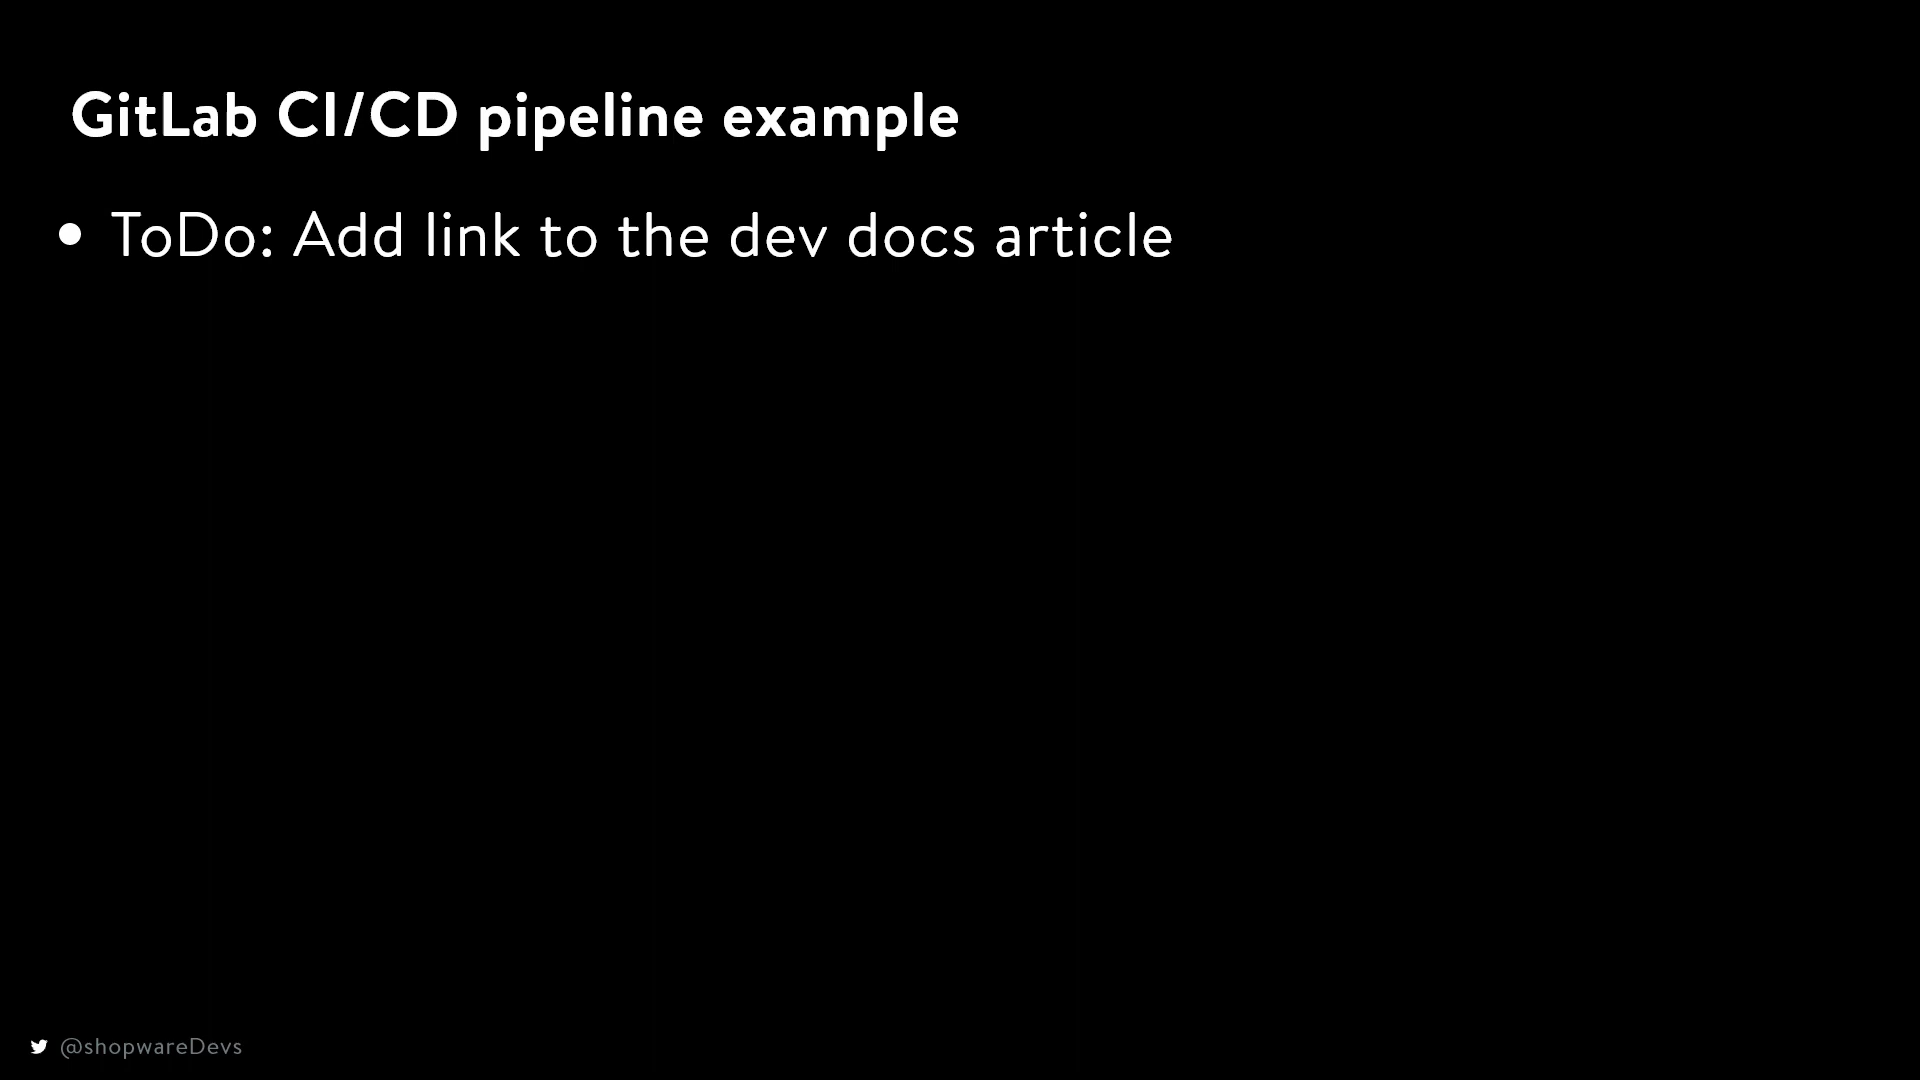 GitLab CI/CD pipeline example
• ToDo: Add link to the dev docs article
@shopwareDevs